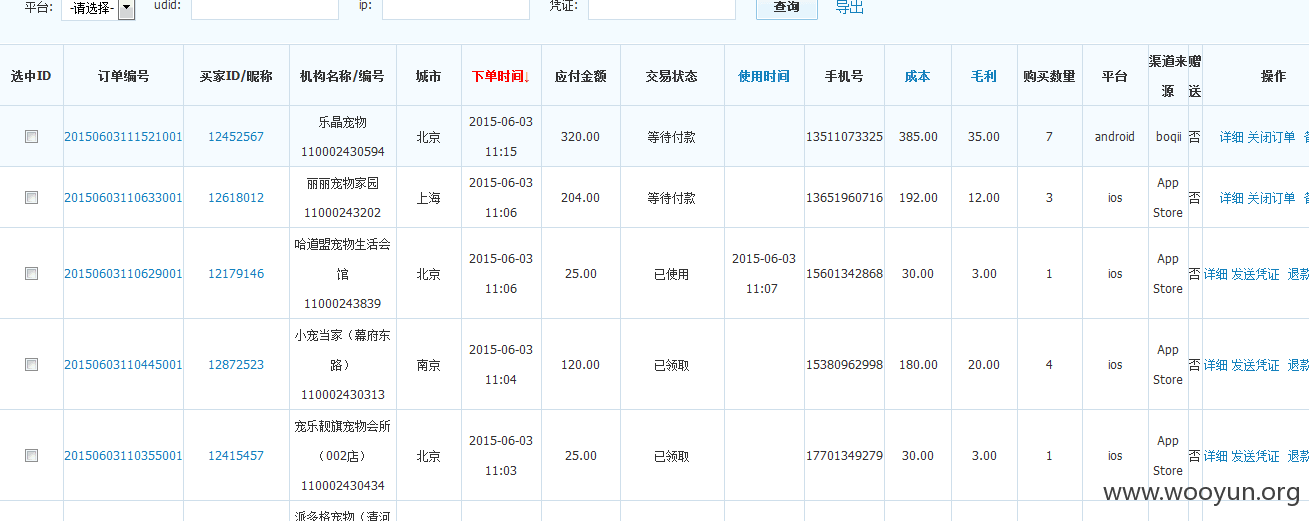 平台: -请选择- udid: ip: 凭证: 查询 导出
选中ID 订单编号 买家ID/昵称 机构名称/编号 城市 下单时间↓ 应付金额 交易状态 使用时间 手机号 成本 毛利 购买数量 平台 渠道来源 赠送 操作
20150603111521001 12452567 乐晶宠物 110002430594 北京 2015-06-03 11:15 320.00 等待付款 13511073325 385.00 35.00 7 android boqii 否 详细 关闭订单
20150603110633001 12618012 丽丽宠物家园 11000243202 上海 2015-06-03 11:06 204.00 等待付款 13651960716 192.00 12.00 3 ios App Store 否 详细 关闭订单
20150603110629001 12179146 哈道盟宠物生活会馆 11000243839 北京 2015-06-03 11:06 25.00 已使用 2015-06-03 11:07 15601342868 30.00 3.00 1 ios App Store 否 详细 发送凭证 退款
20150603110445001 12872523 小宠当家（幕府东路） 110002430313 南京 2015-06-03 11:04 120.00 已领取 15380962998 180.00 20.00 4 ios App Store 否 详细 发送凭证 退款
20150603110355001 12415457 宠乐靓旗宠物会所（002店） 110002430434 北京 2015-06-03 11:03 25.00 已领取 17701349279 30.00 3.00 1 ios App Store 否 详细 发送凭证 退款
派多格宠物（清河
www.wooyun.org